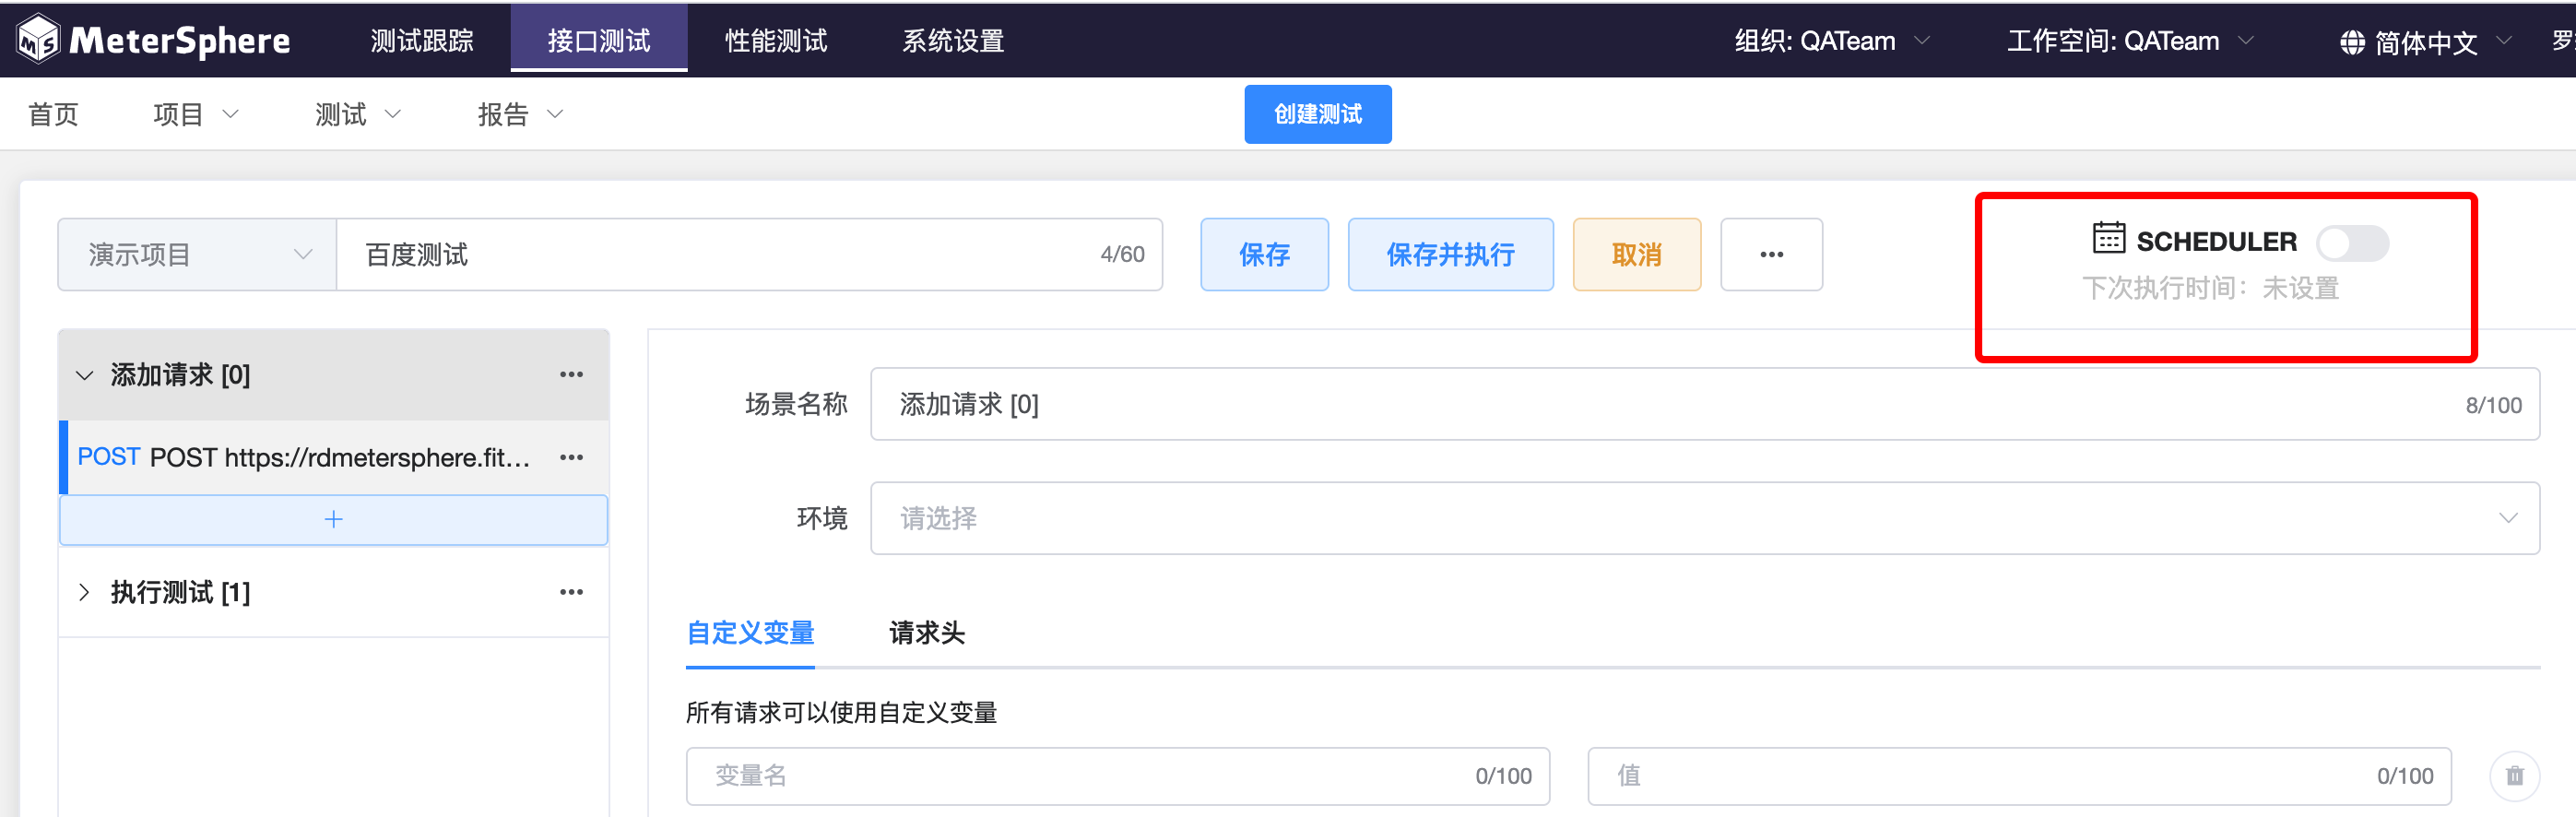 MeterSphere 测试跟踪 接口测试 性能测试 系统设置 组织: QATeam 工作空间: QATeam 简体中文
首页 项目 测试 报告 创建测试
演示项目 百度测试 4/60 保存 保存并执行 取消 ... SCHEDULER
下次执行时间：未设置
添加请求 [0] ...
场景名称 添加请求 [0] 8/100
POST POST https://rdmetersphere.fit... ...
环境 请选择
+
执行测试 [1] ...
自定义变量 请求头
所有请求可以使用自定义变量
变量名 0/100 值 0/100